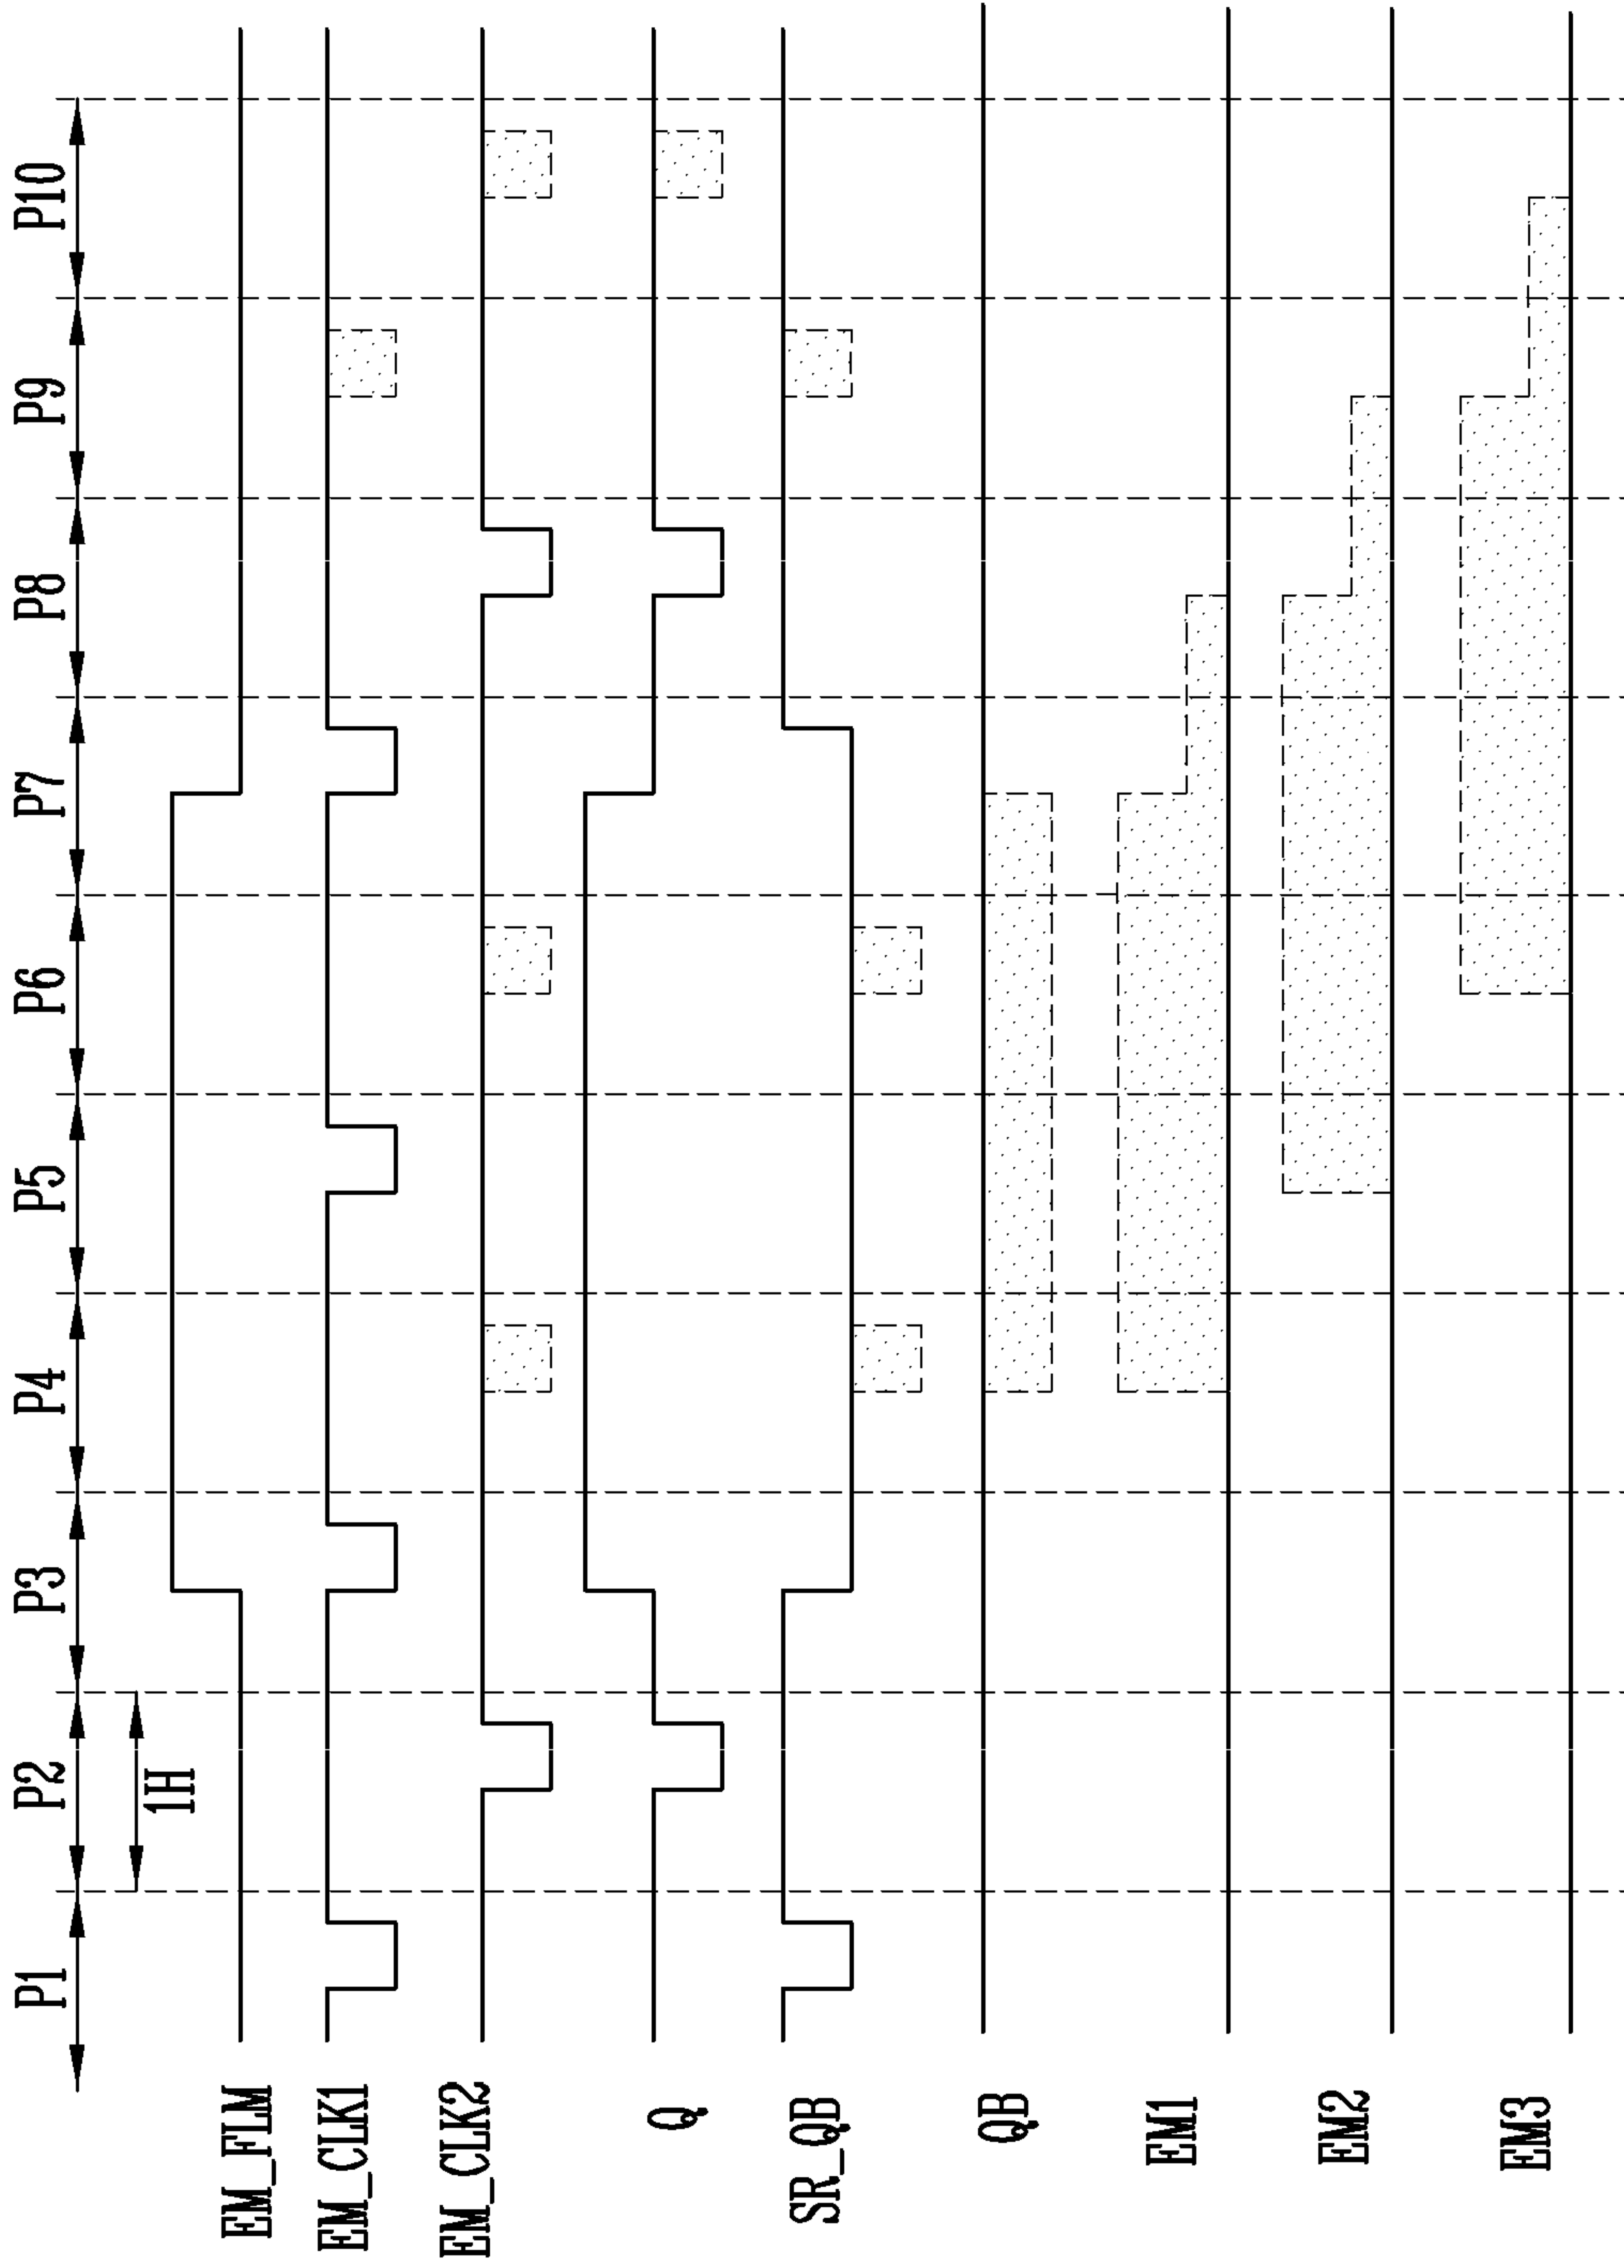 P1
P2
P3
P4
P5
P6
P7
P8
P9
P10
1H
EM_FLM
EM_CLK1
EM_CLK2
Q
SR_QB
QB
EM1
EM2
EM3